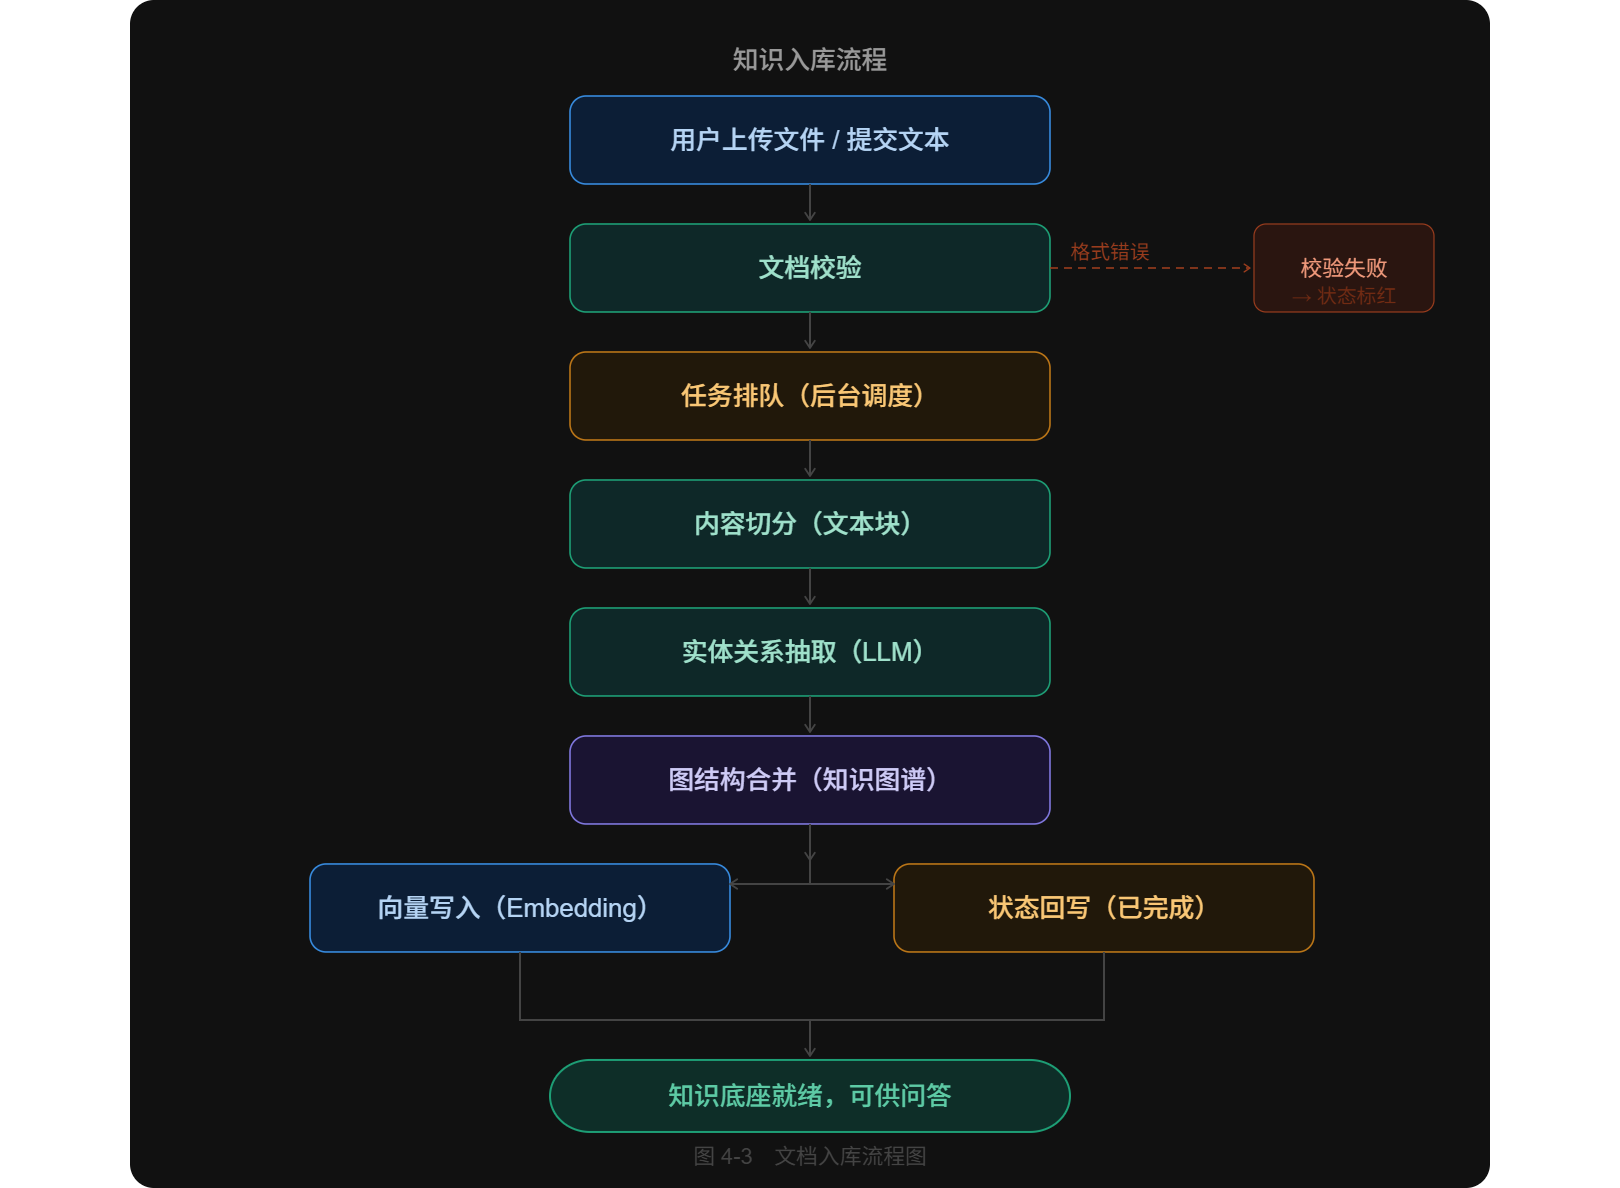 知识入库流程
用户上传文件 / 提交文本
文档校验
格式错误
校验失败
→ 状态标红
任务排队（后台调度）
内容切分（文本块）
实体关系抽取（LLM）
图结构合并（知识图谱）
向量写入（Embedding）
状态回写（已完成）
知识底座就绪，可供问答
图 4-3　文档入库流程图